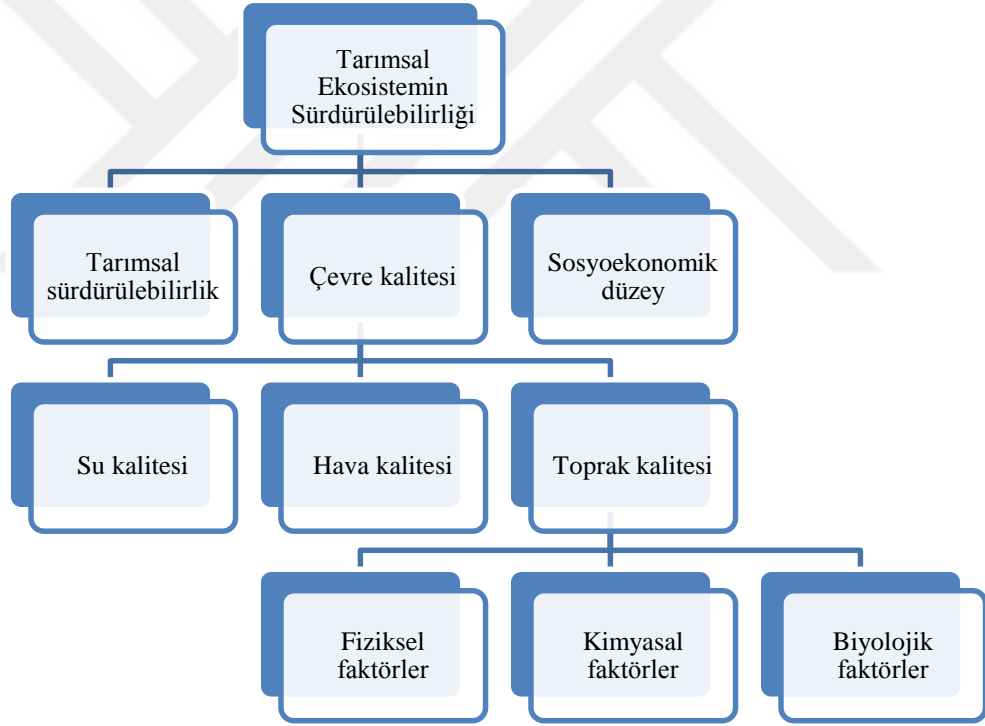 Tarımsal
Ekosistemin
Sürdürülebilirliği
Tarımsal
sürdürülebilirlik
Çevre kalitesi
Sosyoekonomik
düzey
Su kalitesi
Hava kalitesi
Toprak kalitesi
Fiziksel
faktörler
Kimyasal
faktörler
Biyolojik
faktörler